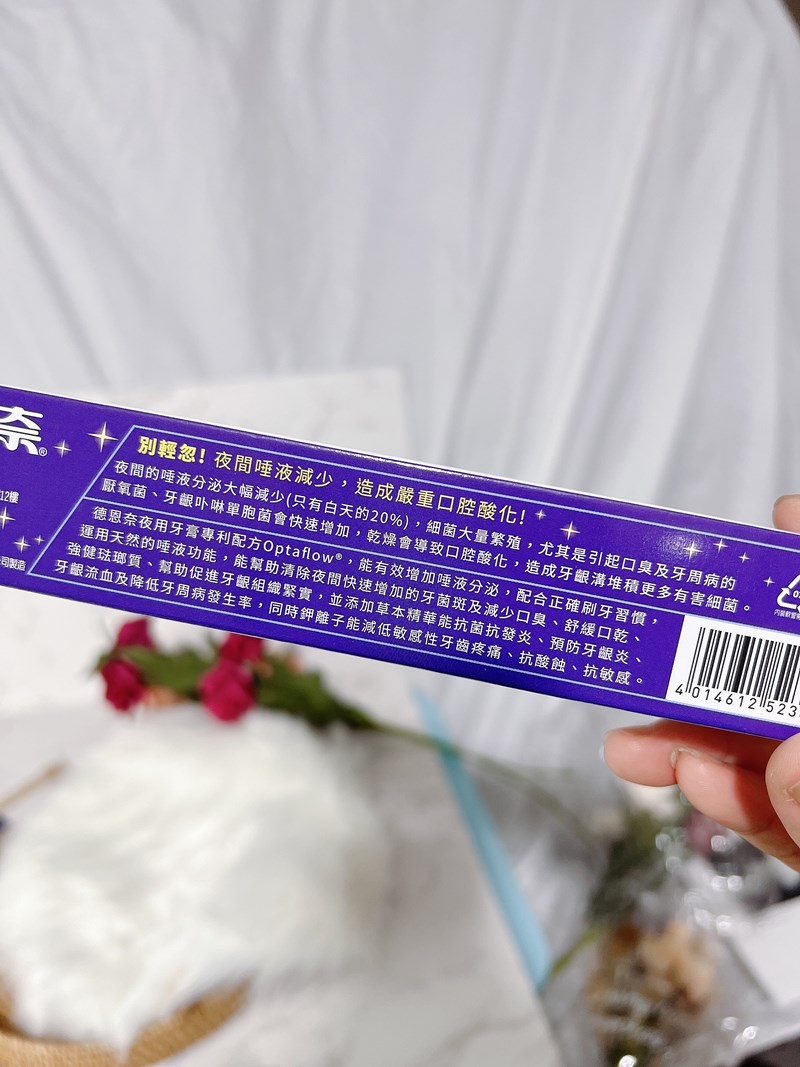 奈®
12樓
司製造
別輕忽！夜間唾液減少，造成嚴重口腔酸化！
夜間的唾液分泌大幅減少(只有白天的20%)，細菌大量繁殖，尤其是引起口臭及牙周病的
厭氧菌、牙齦卟啉單胞菌會快速增加，乾燥會導致口腔酸化，造成牙齦溝堆積更多有害細菌。
德恩奈夜用牙膏專利配方Optaflow®，能有效增加唾液分泌，配合正確刷牙習慣，
運用天然的唾液功能，能幫助清除夜間快速增加的牙菌斑及減少口臭、舒緩口乾、
強健琺瑯質、幫助促進牙齦組織緊實，並添加草本精華能抗菌抗發炎、預防牙齦炎、
牙齦流血及降低牙周病發生率，同時鉀離子能減低敏感性牙齒疼痛、抗酸蝕、抗敏感。
4 014612 523